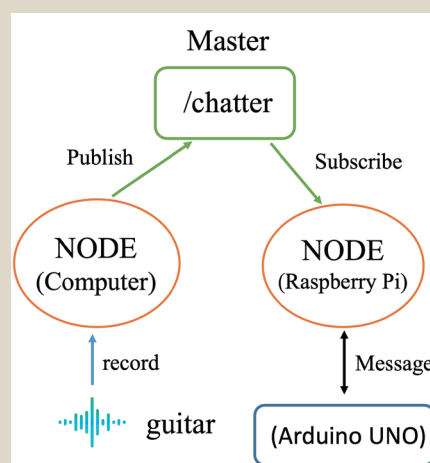 Master
/chatter
Publish
Subscribe
NODE
(Computer)
NODE
(Raspberry Pi)
record
Message
guitar
(Arduino UNO)